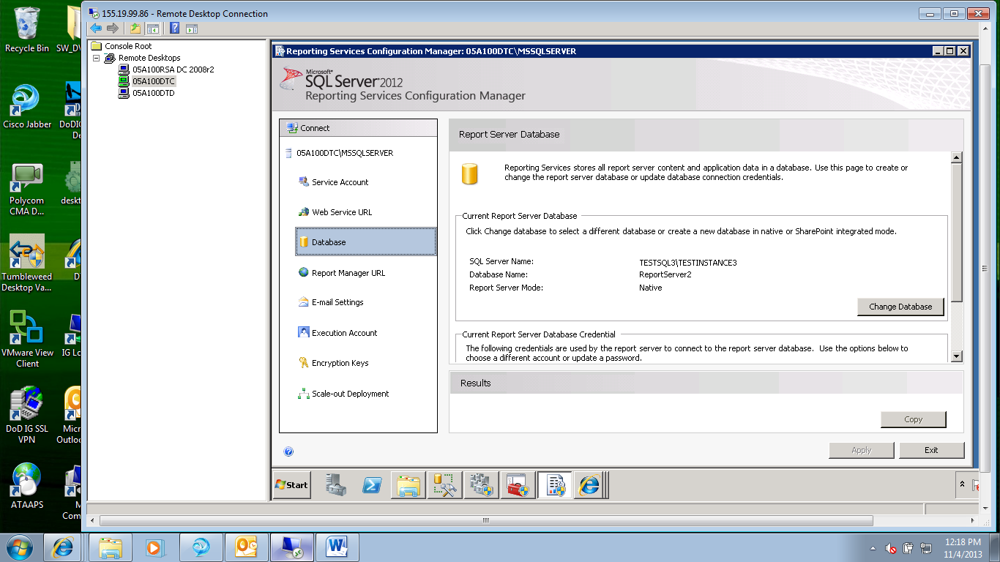 155.19.99.86 - Remote Desktop Connection
Recycle Bin
SW_DV
Cisco Jabber
DoDIG
De
Polycom
CMA D...
deskt
Tumbleweed
Desktop Va...
D
VMware View
Client
IG Lo
DoD IG SSL
VPN
Micr
Outloo
ATAAPS
M
Com
Console Root
Remote Desktops
05A100RSA DC 2008r2
05A100DTC
05A100DTD
Reporting Services Configuration Manager: 05A100DTC\MSSQLSERVER
Microsoft®
SQL Server 2012
Reporting Services Configuration Manager
Connect
05A100DTC\MSSQLSERVER
Service Account
Web Service URL
Database
Report Manager URL
E-mail Settings
Execution Account
Encryption Keys
Scale-out Deployment
Report Server Database
Reporting Services stores all report server content and application data in a database. Use this page to create or
change the report server database or update database connection credentials.
Current Report Server Database
Click Change database to select a different database or create a new database in native or SharePoint integrated mode.
SQL Server Name: TESTSQL3\TESTINSTANCE3
Database Name: ReportServer2
Report Server Mode: Native
Change Database
Current Report Server Database Credential
The following credentials are used by the report server to connect to the report server database. Use the options below to
choose a different account or update a password.
Results
Copy
Apply
Exit
Start
12:18 PM
11/4/2013